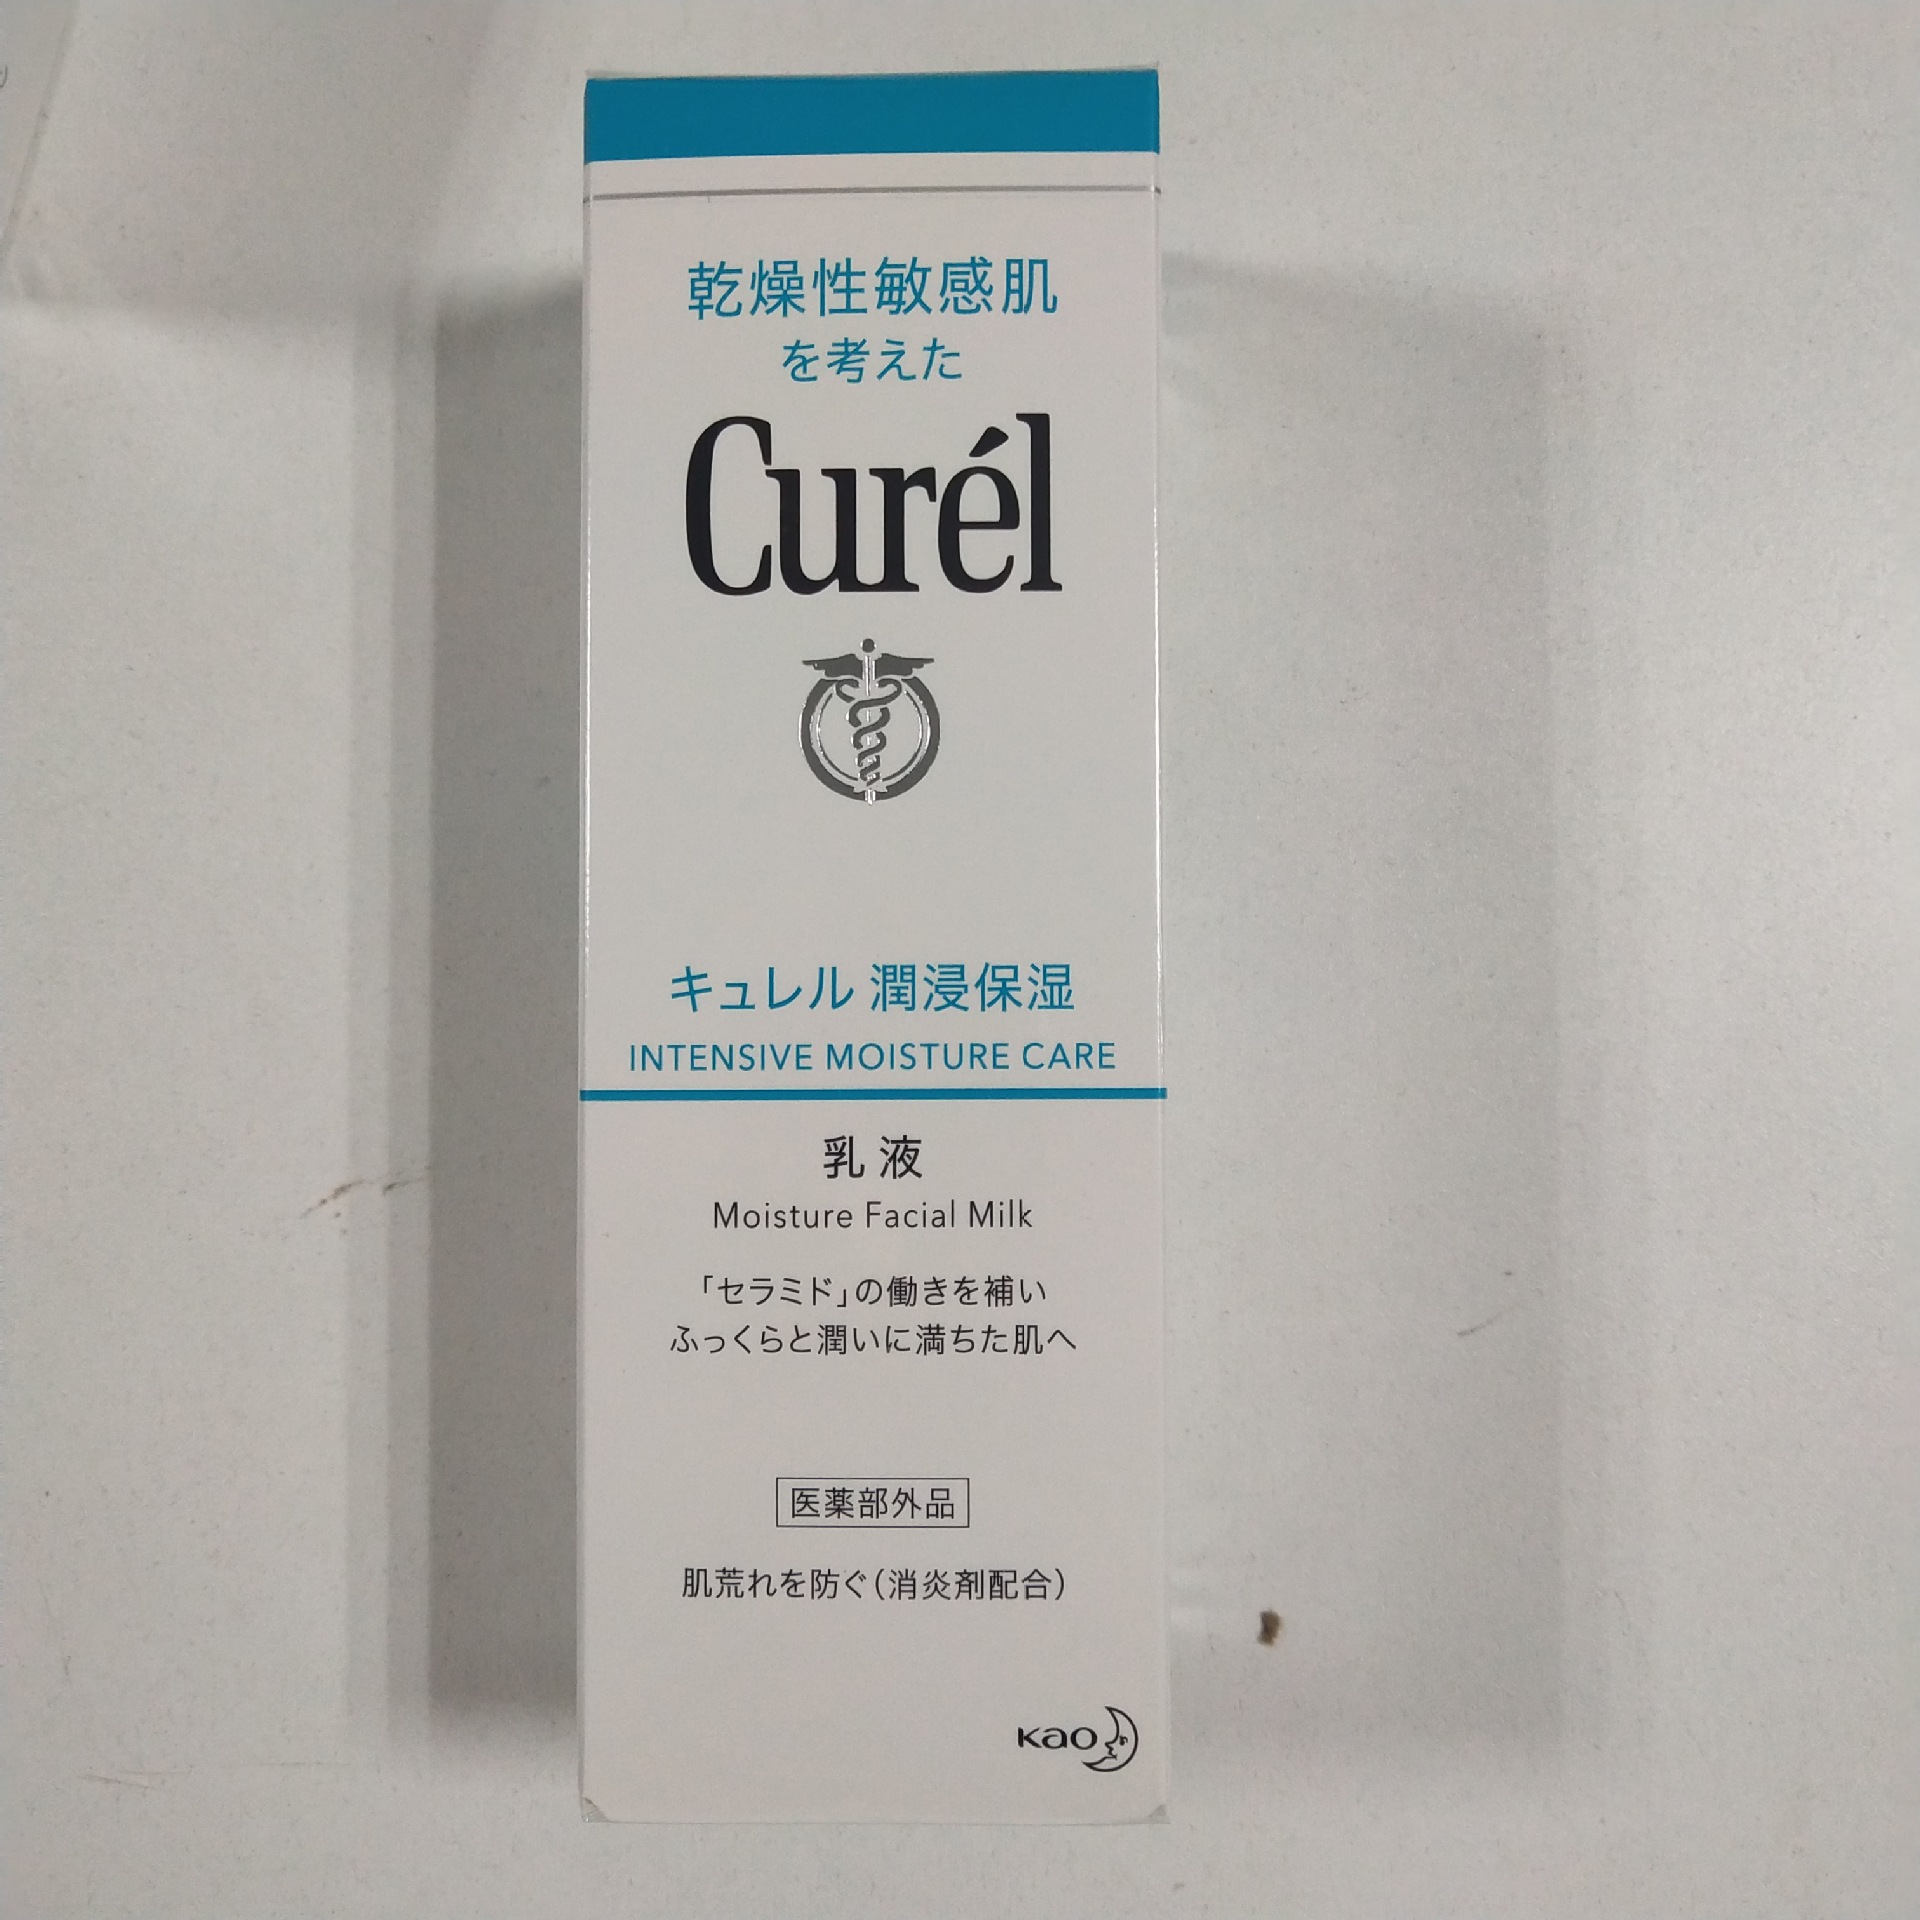 乾燥性敏感肌
を考えた
Curél
キュレル 潤浸保湿
INTENSIVE MOISTURE CARE
乳液
Moisture Facial Milk
「セラミド」の働きを補い
ふっくらと潤いに満ちた肌へ
医薬部外品
肌荒れを防ぐ（消炎剤配合）
Kao